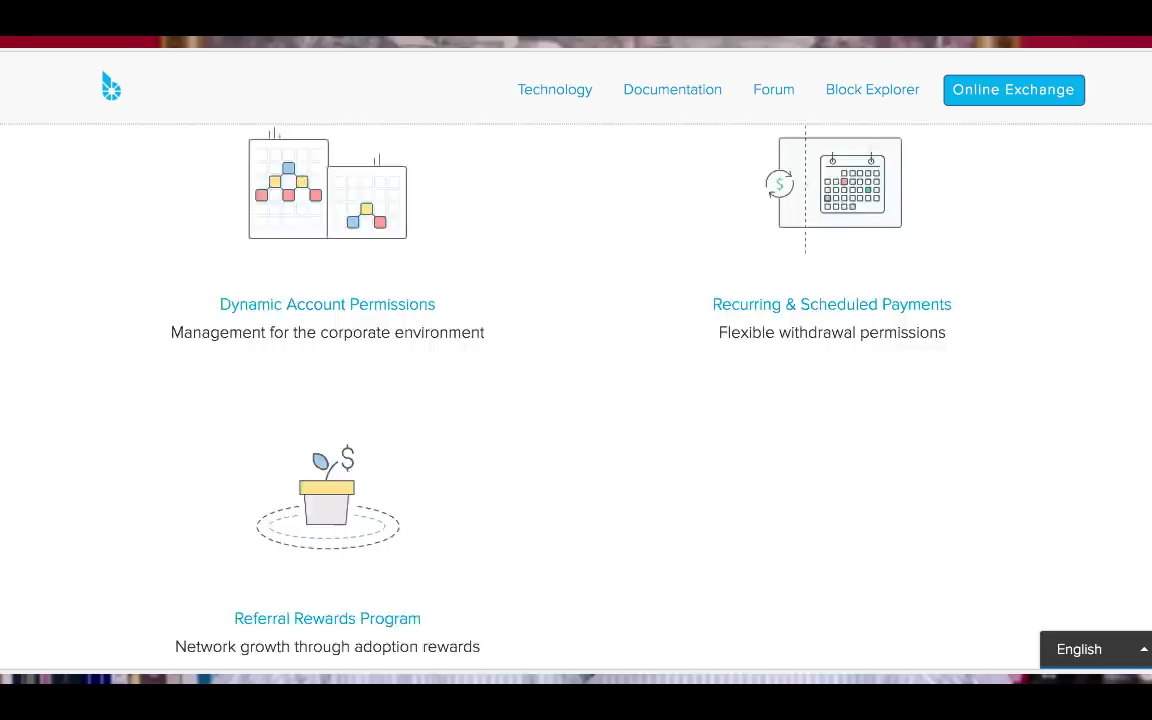 Technology Documentation Forum Block Explorer Online Exchange
Dynamic Account Permissions
Management for the corporate environment
Recurring & Scheduled Payments
Flexible withdrawal permissions
Referral Rewards Program
Network growth through adoption rewards
English